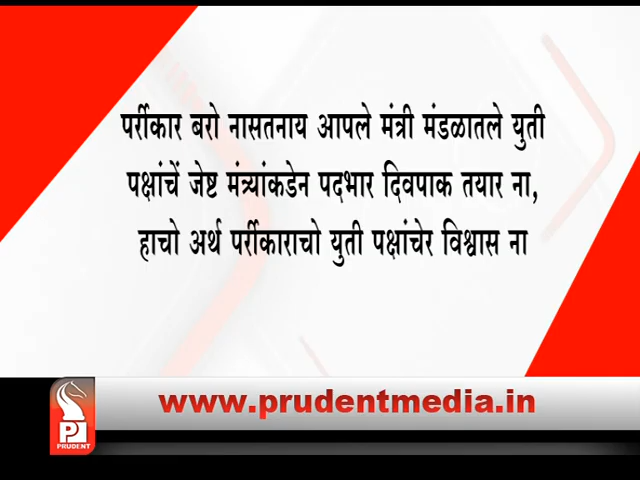 पर्रीकार बरो नासतनाय आपले मंत्री मंडळातले युती
पक्षांचें जेष्ट मंत्र्यांकडेन पदभार दिवपाक तयार ना,
हाचो अर्थ पर्रीकाराचो युती पक्षांचेर विश्वास ना
www.prudentmedia.in
PRUDENT